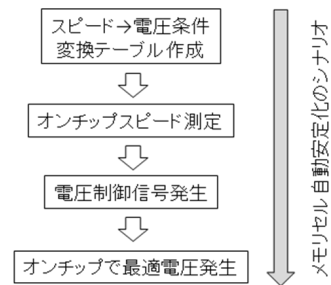 スピード→電圧条件
変換テーブル作成
オンチップスピード測定
電圧制御信号発生
オンチップで最適電圧発生
メモリセル自動安定化のシナリオ